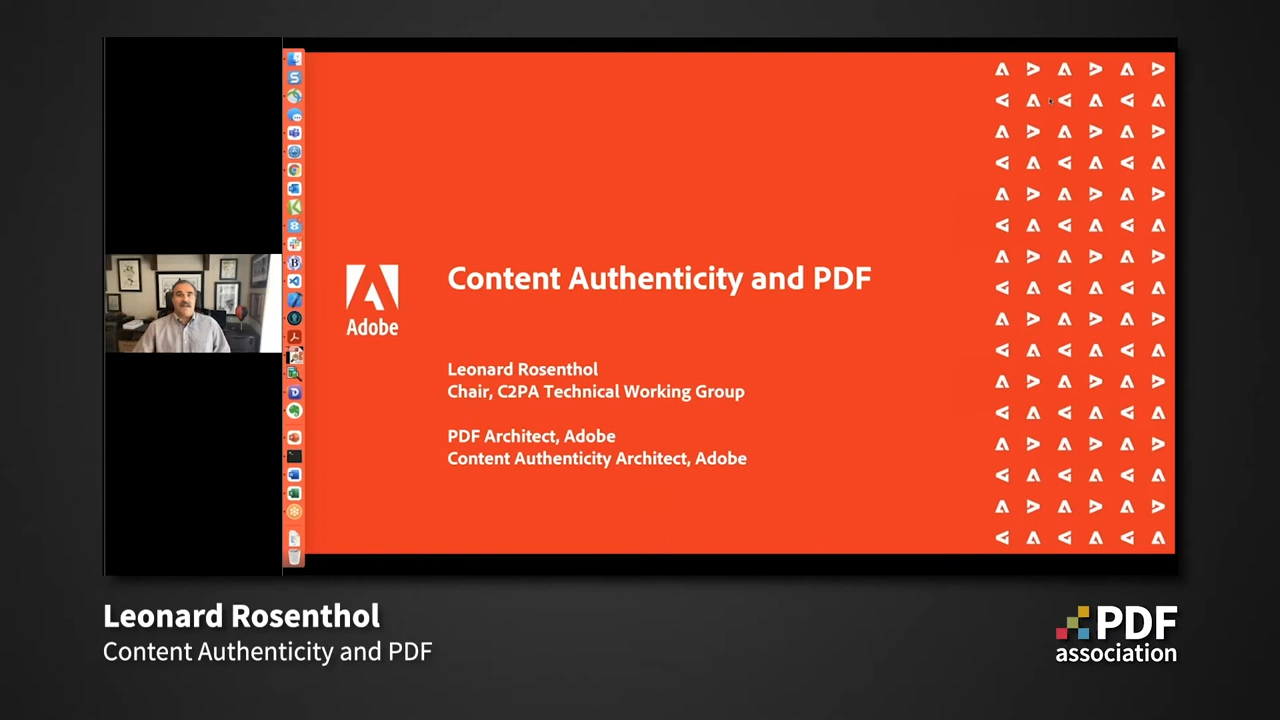 Content Authenticity and PDF
Adobe
Leonard Rosenthol
Chair, C2PA Technical Working Group
PDF Architect, Adobe
Content Authenticity Architect, Adobe
Leonard Rosenthol
Content Authenticity and PDF
PDF
association